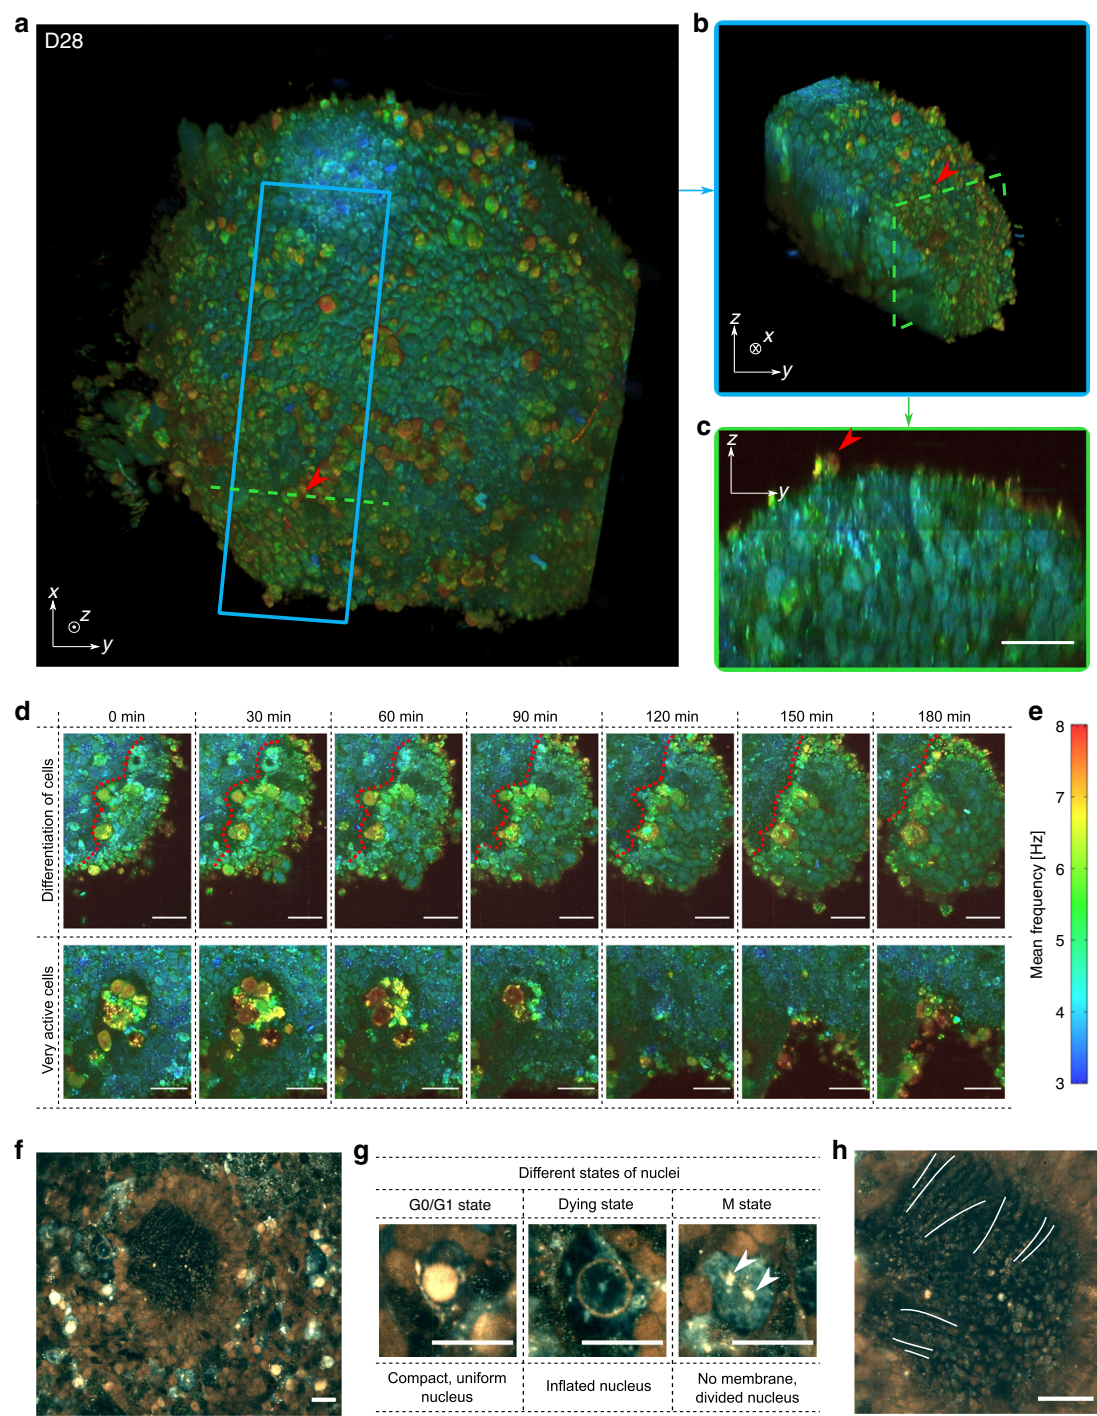 a
D28
x
z
y
b
z
x
y
c
z
y
d
0 min 30 min 60 min 90 min 120 min 150 min 180 min
Differentiation of cells
Very active cells
e
8
7
6
5
4
3
Mean frequency [Hz]
f
g
Different states of nuclei
G0/G1 state Dying state M state
Compact, uniform nucleus
Inflated nucleus
No membrane, divided nucleus
h